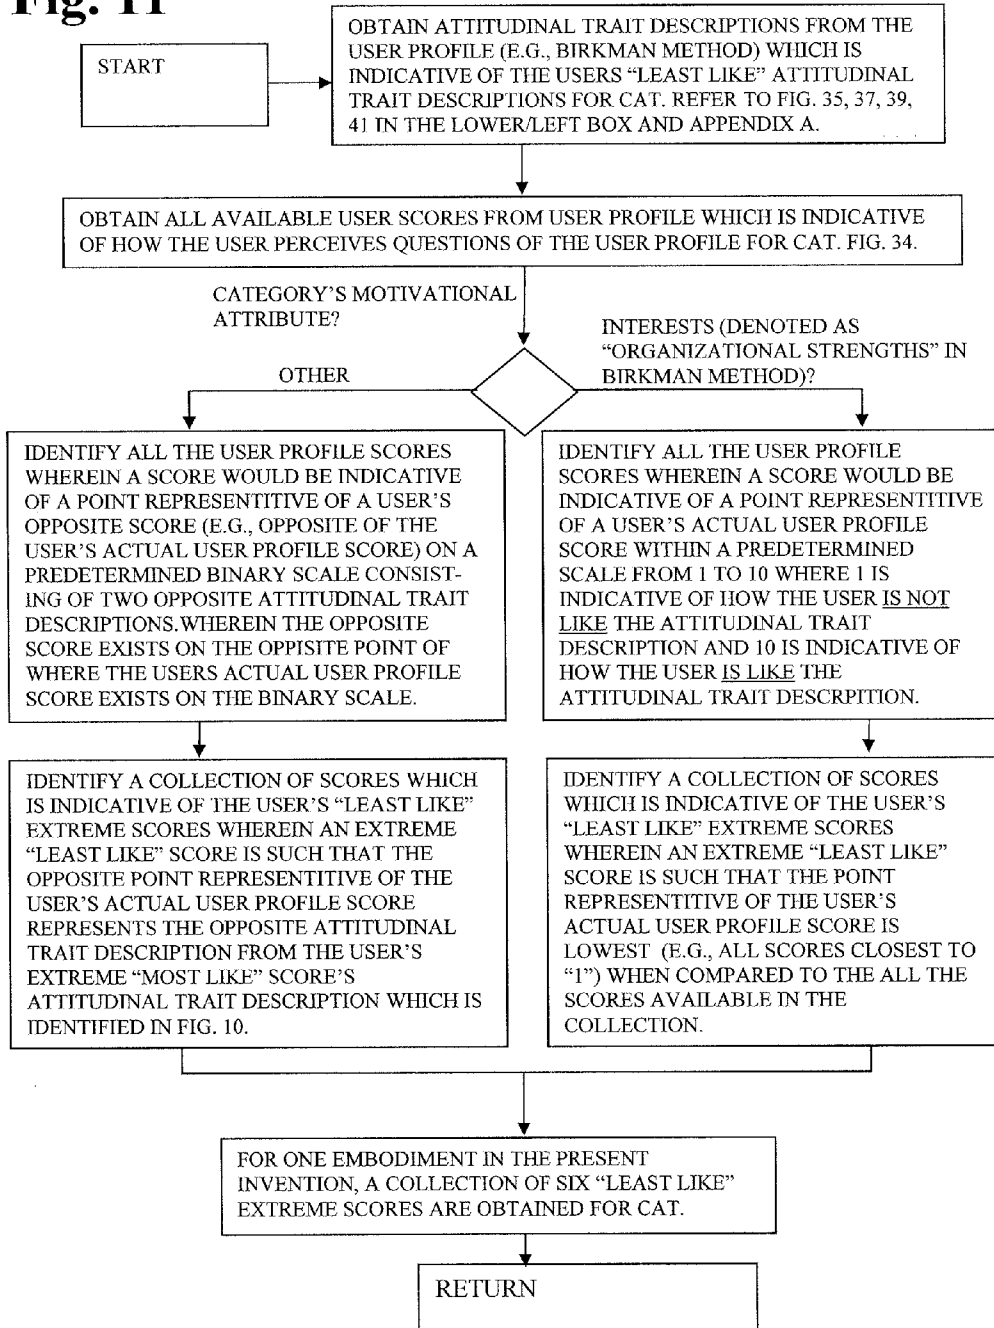 Fig. 11
START
OBTAIN ATTITUDINAL TRAIT DESCRIPTIONS FROM THE
USER PROFILE (E.G., BIRKMAN METHOD) WHICH IS
INDICATIVE OF THE USERS “LEAST LIKE” ATTITUDINAL
TRAIT DESCRIPTIONS FOR CAT. REFER TO FIG. 35, 37, 39,
41 IN THE LOWER/LEFT BOX AND APPENDIX A.
OBTAIN ALL AVAILABLE USER SCORES FROM USER PROFILE WHICH IS INDICATIVE
OF HOW THE USER PERCEIVES QUESTIONS OF THE USER PROFILE FOR CAT. FIG. 34.
CATEGORY’S MOTIVATIONAL
ATTRIBUTE?
INTERESTS (DENOTED AS
“ORGANIZATIONAL STRENGTHS” IN
BIRKMAN METHOD)?
OTHER
IDENTIFY ALL THE USER PROFILE SCORES
WHEREIN A SCORE WOULD BE INDICATIVE
OF A POINT REPRESENTITIVE OF A USER’S
OPPOSITE SCORE (E.G., OPPOSITE OF THE
USER’S ACTUAL USER PROFILE SCORE) ON A
PREDETERMINED BINARY SCALE CONSIST-
ING OF TWO OPPOSITE ATTITUDINAL TRAIT
DESCRIPTIONS.WHEREIN THE OPPOSITE
SCORE EXISTS ON THE OPPISITE POINT OF
WHERE THE USERS ACTUAL USER PROFILE
SCORE EXISTS ON THE BINARY SCALE.
IDENTIFY ALL THE USER PROFILE
SCORES WHEREIN A SCORE WOULD BE
INDICATIVE OF A POINT REPRESENTITIVE
OF A USER’S ACTUAL USER PROFILE
SCORE WITHIN A PREDETERMINED
SCALE FROM 1 TO 10 WHERE 1 IS
INDICATIVE OF HOW THE USER IS NOT
LIKE THE ATTITUDINAL TRAIT
DESCRIPTION AND 10 IS INDICATIVE OF
HOW THE USER IS LIKE THE
ATTITUDINAL TRAIT DESCRPTION.
IDENTIFY A COLLECTION OF SCORES WHICH
IS INDICATIVE OF THE USER’S “LEAST LIKE”
EXTREME SCORES WHEREIN AN EXTREME
“LEAST LIKE” SCORE IS SUCH THAT THE
OPPOSITE POINT REPRESENTITIVE OF THE
USER’S ACTUAL USER PROFILE SCORE
REPRESENTS THE OPPOSITE ATTITUDINAL
TRAIT DESCRIPTION FROM THE USER’S
EXTREME “MOST LIKE” SCORE’S
ATTITUDINAL TRAIT DESCRIPTION WHICH IS
IDENTIFIED IN FIG. 10.
IDENTIFY A COLLECTION OF SCORES
WHICH IS INDICATIVE OF THE USER’S
“LEAST LIKE” EXTREME SCORES
WHEREIN AN EXTREME “LEAST LIKE”
SCORE IS SUCH THAT THE POINT
REPRESENTITIVE OF THE USER’S
ACTUAL USER PROFILE SCORE IS
LOWEST (E.G., ALL SCORES CLOSEST TO
“1”) WHEN COMPARED TO THE ALL THE
SCORES AVAILABLE IN THE
COLLECTION.
FOR ONE EMBODIMENT IN THE PRESENT
INVENTION, A COLLECTION OF SIX “LEAST LIKE”
EXTREME SCORES ARE OBTAINED FOR CAT.
RETURN